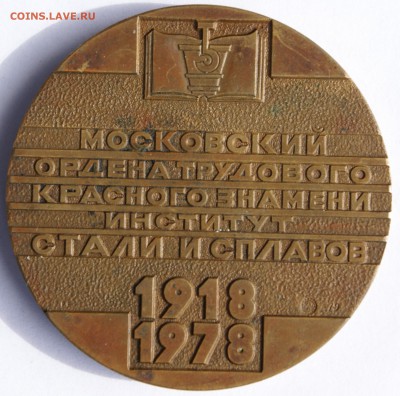 COINS.LAVE.RU
МОСКОВСКИЙ
ОРДЕНА ТРУДОВОГО
КРАСНОГО ЗНАМЕНИ
ИНСТИТУТ
СТАЛИ И СПЛАВОВ
1918
1978